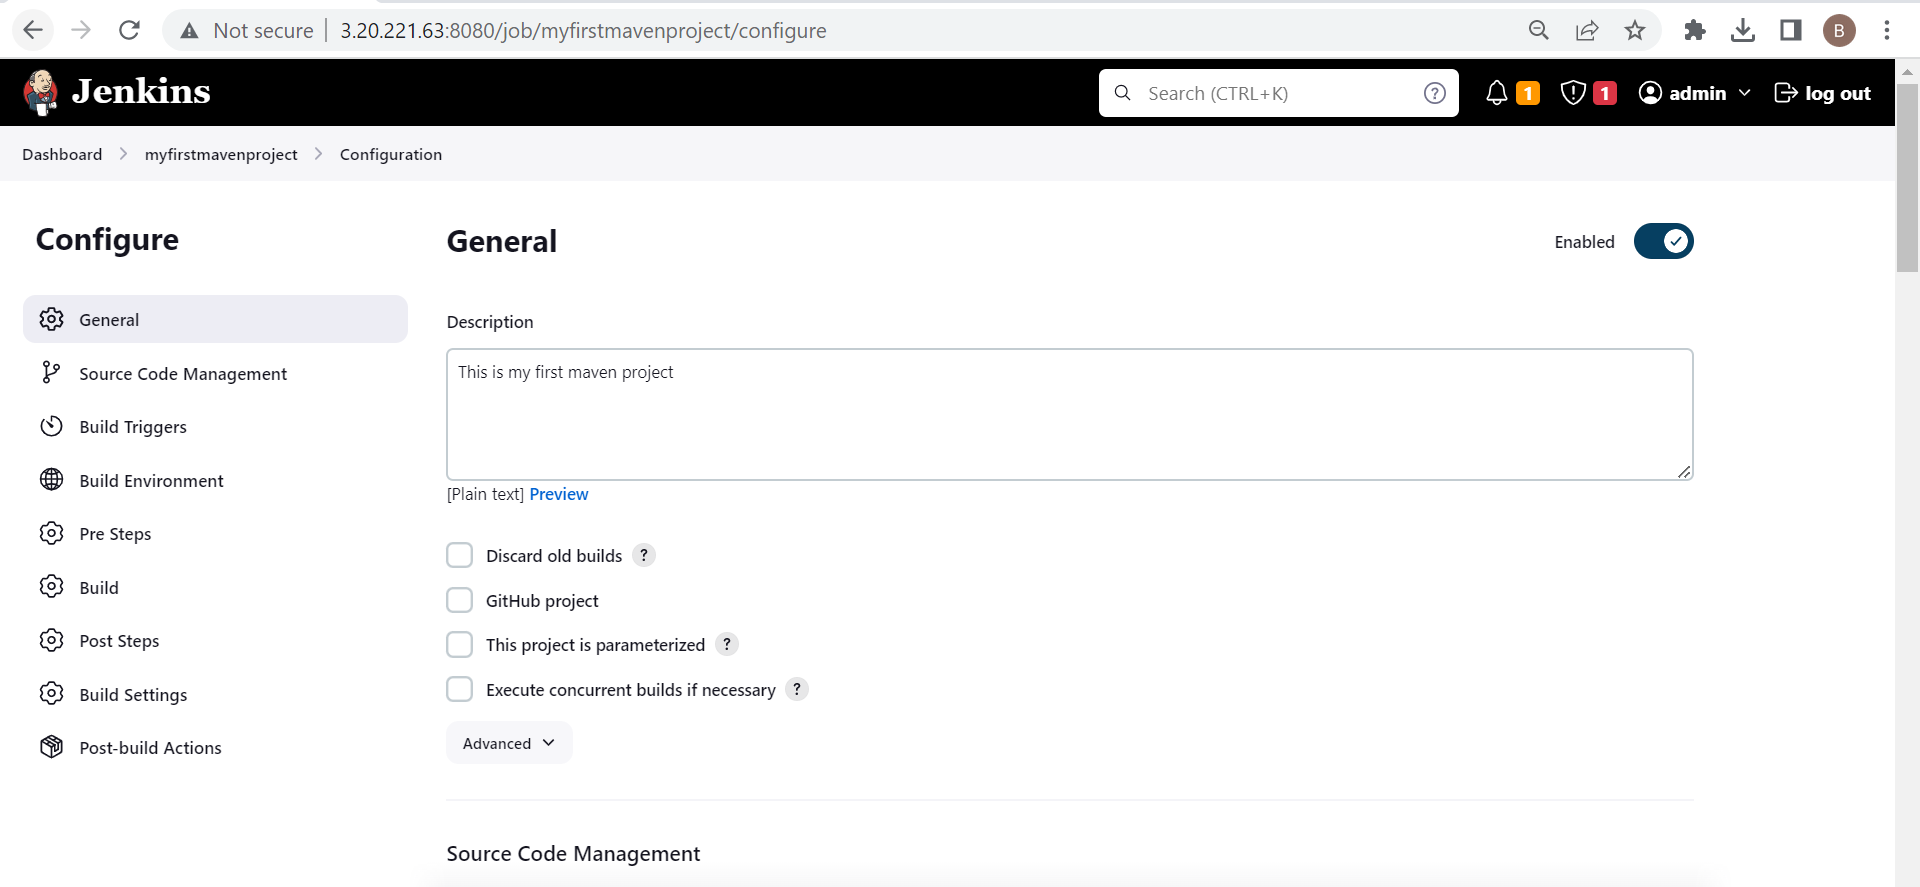 Not secure 3.20.221.63:8080/job/myfirstmavenproject/configure B
Jenkins Search (CTRL+K) ? 1 1 admin log out
Dashboard myfirstmavenproject Configuration
Configure
General
Source Code Management
Build Triggers
Build Environment
Pre Steps
Build
Post Steps
Build Settings
Post-build Actions
General Enabled
Description
This is my first maven project
[Plain text] Preview
Discard old builds ?
GitHub project
This project is parameterized ?
Execute concurrent builds if necessary ?
Advanced
Source Code Management